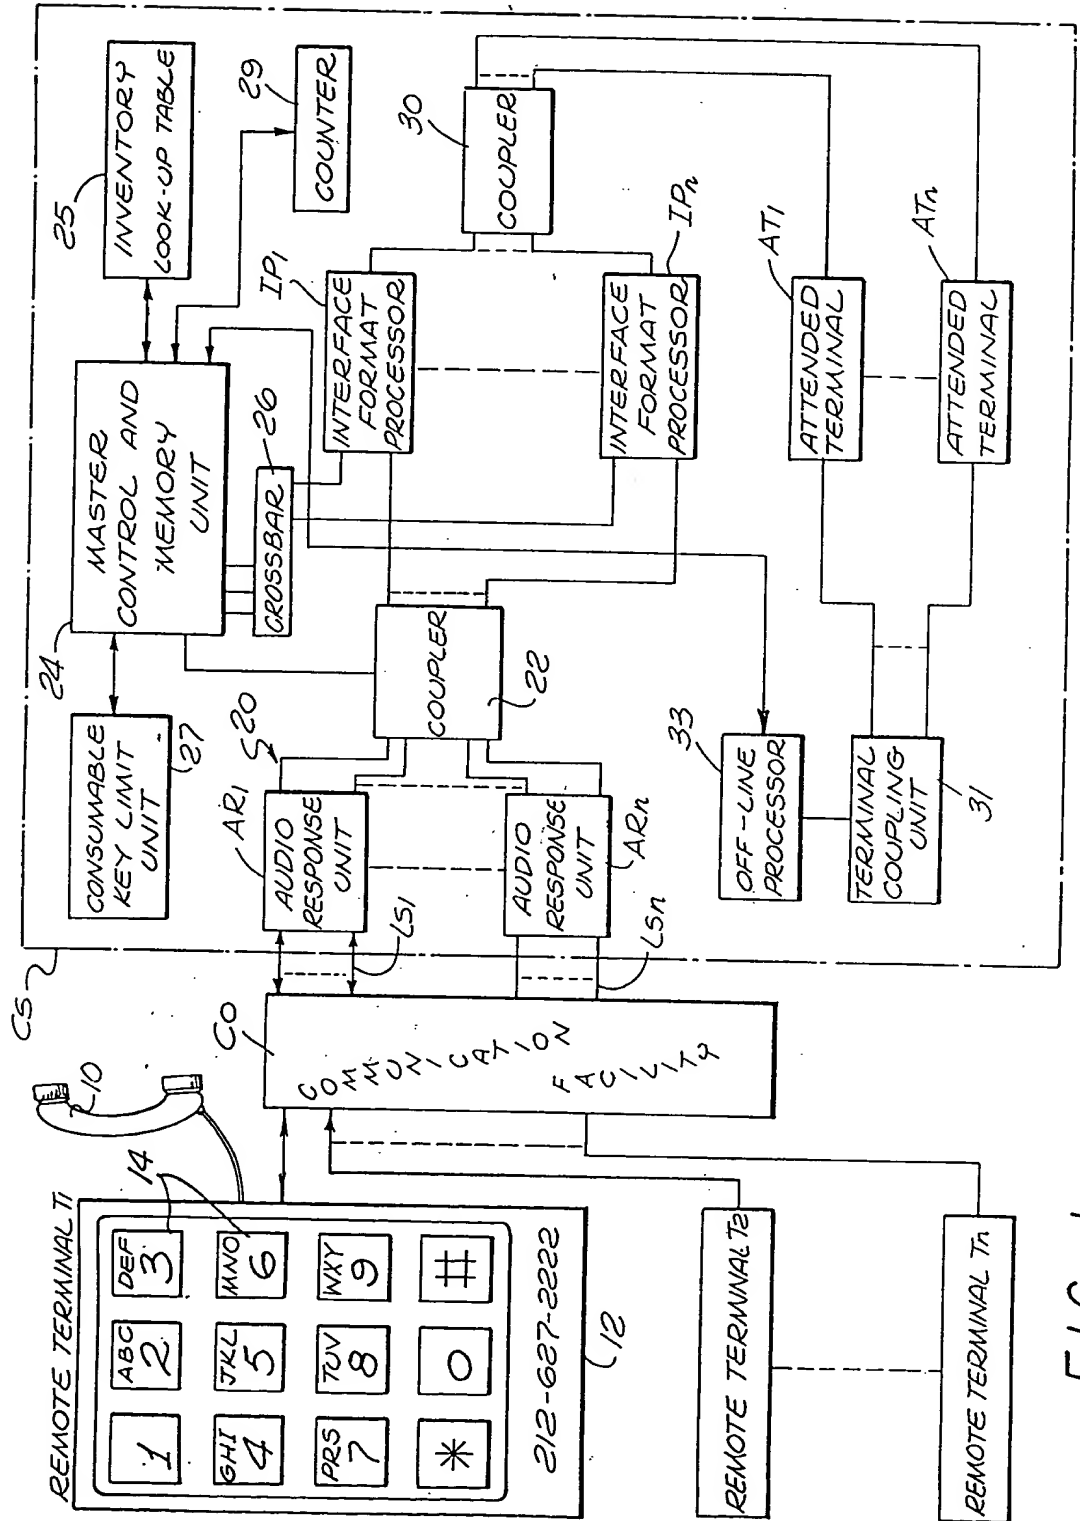 REMOTE TERMINAL T1
1
ABC
2
DEF
3
GHI
4
JKL
5
MNO
6
PRS
7
TUV
8
WXY
9
*
0
#
212-627-2222
12
14
10
REMOTE TERMINAL T2
REMOTE TERMINAL Tn
CO
COMMUNICATION
FACILITY
CS
LS1
LSn
AR1
AUDIO
RESPONSE
UNIT
AUDIO
RESPONSE
UNIT
ARn
20
COUPLER
22
CONSUMABLE
KEY LIMIT
UNIT
27
24
MASTER
CONTROL AND
MEMORY
UNIT
25
INVENTORY
LOOK-UP TABLE
29
COUNTER
CROSSBAR
26
IP1
INTERFACE
FORMAT
PROCESSOR
INTERFACE
FORMAT
PROCESSOR
IPn
30
COUPLER
33
OFF-LINE
PROCESSOR
TERMINAL
COUPLING
UNIT
31
AT1
ATTENDED
TERMINAL
ATn
ATTENDED
TERMINAL